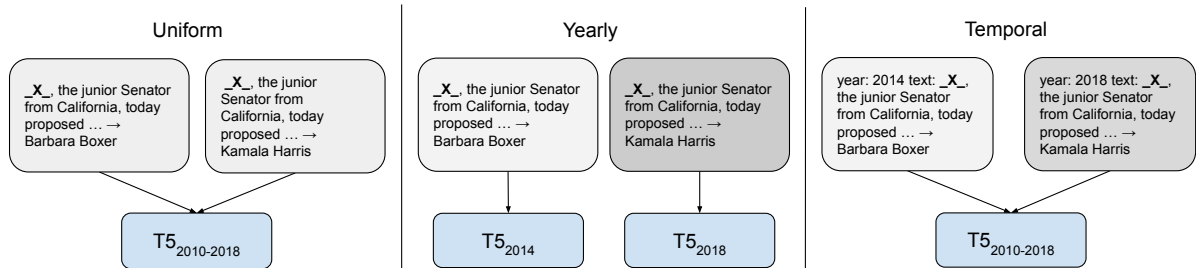 Uniform
_X_, the junior Senator
from California, today
proposed … →
Barbara Boxer
_X_, the junior
Senator from
California, today
proposed … →
Kamala Harris
T5 2010-2018
Yearly
_X_, the junior Senator
from California, today
proposed … →
Barbara Boxer
_X_, the junior Senator
from California, today
proposed … →
Kamala Harris
T5 2014
T5 2018
Temporal
year: 2014 text: _X_,
the junior Senator
from California, today
proposed … →
Barbara Boxer
year: 2018 text: _X_,
the junior Senator
from California, today
proposed … →
Kamala Harris
T5 2010-2018